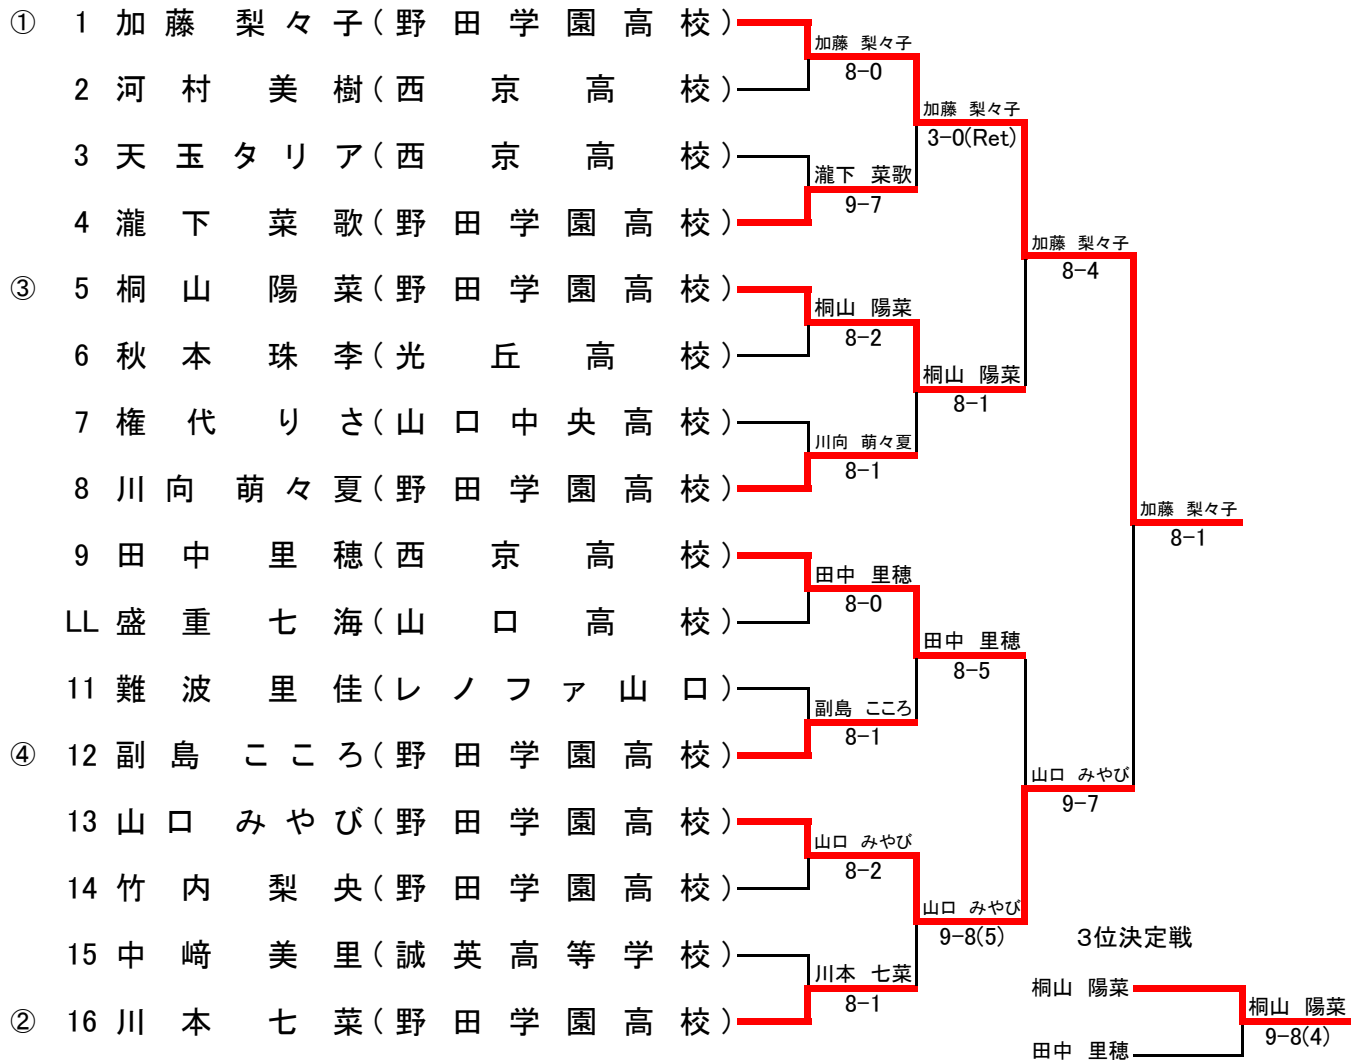 ① 1 加藤 梨々子(野田学園高校)
加藤 梨々子
8-0
2 河村 美樹(西京高校)
加藤 梨々子
3-0(Ret)
3 天玉タリア(西京高校)
瀧下 菜歌
9-7
4 瀧下 菜歌(野田学園高校)
加藤 梨々子
8-4
③ 5 桐山 陽菜(野田学園高校)
桐山 陽菜
8-2
6 秋本 珠李(光丘高校)
桐山 陽菜
8-1
7 権代 りさ(山口中央高校)
川向 萌々夏
8-1
8 川向 萌々夏(野田学園高校)
加藤 梨々子
8-1
9 田中 里穂(西京高校)
田中 里穂
8-0
LL 盛重 七海(山口高校)
田中 里穂
8-5
11 難波 里佳(レノファ山口)
副島 こころ
8-1
④ 12 副島 こころ(野田学園高校)
山口 みやび
9-7
13 山口 みやび(野田学園高校)
山口 みやび
8-2
14 竹内 梨央(野田学園高校)
山口 みやび
9-8(5)
15 中﨑 美里(誠英高等学校)
川本 七菜
8-1
② 16 川本 七菜(野田学園高校)
3位決定戦
桐山 陽菜
桐山 陽菜
9-8(4)
田中 里穂